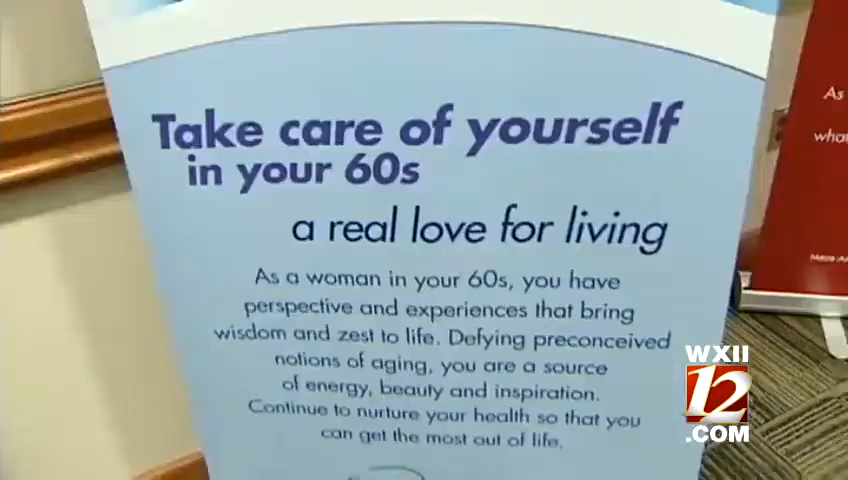 Take care of yourself
in your 60s
a real love for living
As a woman in your 60s, you have
perspective and experiences that bring
wisdom and zest to life. Defying preconceived
notions of aging, you are a source
of energy, beauty and inspiration.
Continue to nurture your health so that you
can get the most out of life.
As
what
WXII
12
.COM